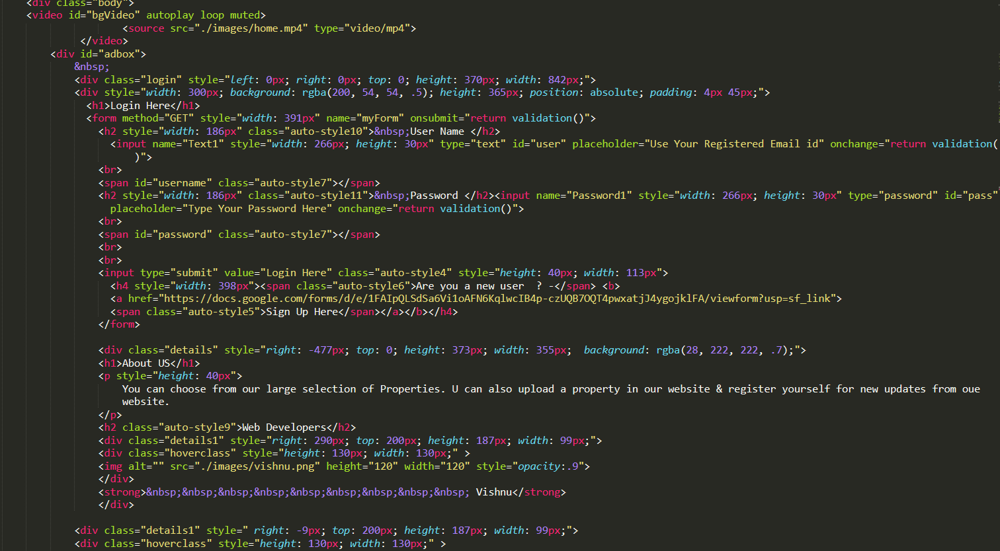 <div class="body">
<video id="bgVideo" autoplay loop muted>
<source src="./images/home.mp4" type="video/mp4">
</video>
<div id="adbox">
&nbsp;
<div class="login" style="left: 0px; right: 0px; top: 0; height: 370px; width: 842px;">
<div style="width: 300px; background: rgba(200, 54, 54, .5); height: 365px; position: absolute; padding: 4px 45px;">
<h1>Login Here</h1>
<form method="GET" style="width: 391px" name="myForm" onsubmit="return validation()">
<h2 style="width: 186px" class="auto-style10">&nbsp;User Name </h2>
<input name="Text1" style="width: 266px; height: 30px" type="text" id="user" placeholder="Use Your Registered Email id" onchange="return validation(
)">
<br>
<span id="username" class="auto-style7"></span>
<h2 style="width: 186px" class="auto-style11">&nbsp;Password </h2><input name="Password1" style="width: 266px; height: 30px" type="password" id="pass"
placeholder="Type Your Password Here" onchange="return validation()">
<br>
<span id="password" class="auto-style7"></span>
<br>
<br>
<input type="submit" value="Login Here" class="auto-style4" style="height: 40px; width: 113px">
<h4 style="width: 398px"><span class="auto-style6">Are you a new user  ? -</span> <b>
<a href="https://docs.google.com/forms/d/e/1FAIpQLSdSa6Vi1oAFN6KqlwcIB4p-czUQB7OQT4pwxatjJ4ygojklFA/viewform?usp=sf_link">
<span class="auto-style5">Sign Up Here</span></a></b></h4>
</form>
<div class="details" style="right: -477px; top: 0; height: 373px; width: 355px;  background: rgba(28, 222, 222, .7);">
<h1>About US</h1>
<p style="height: 40px">
You can choose from our large selection of Properties. U can also upload a property in our website & register yourself for new updates from oue
website.
</p>
<h2 class="auto-style9">Web Developers</h2>
<div class="details1" style="right: 290px; top: 200px; height: 187px; width: 99px;">
<div class="hoverclass" style="height: 130px; width: 130px;" >
<img alt="" src="./images/vishnu.png" height="120" width="120" style="opacity:.9">
</div>
<strong>&nbsp;&nbsp;&nbsp;&nbsp;&nbsp;&nbsp;&nbsp;&nbsp;&nbsp; Vishnu</strong>
</div>
<div class="details1" style=" right: -9px; top: 200px; height: 187px; width: 99px;">
<div class="hoverclass" style="height: 130px; width: 130px;" >